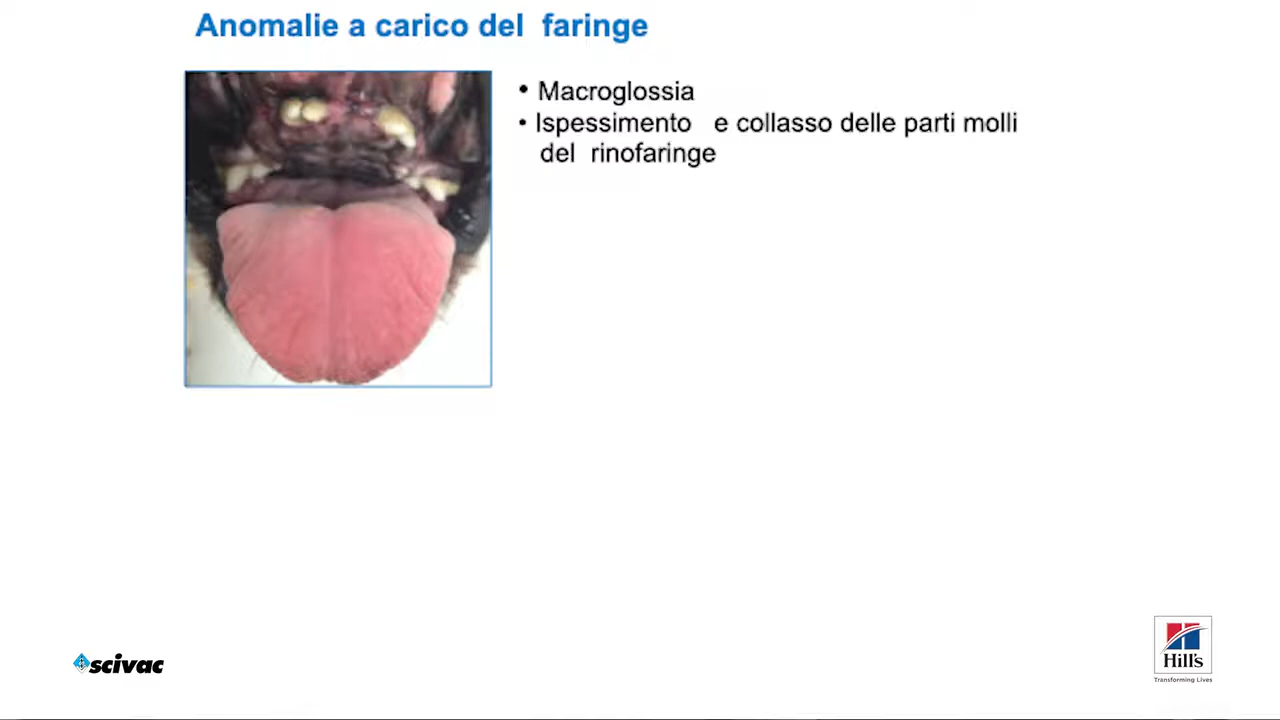 Anomalie a carico del faringe
• Macroglossia
• Ispessimento e collasso delle parti molli
del rinofaringe
scivac
Hill's
Transforming Lives